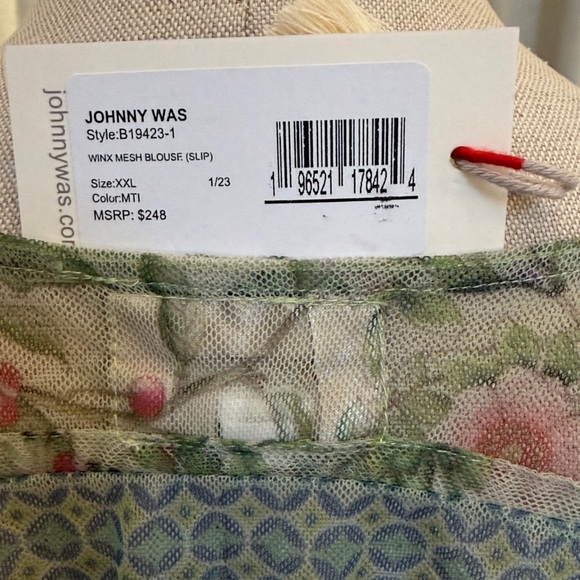 JOHNNY WAS
Style:B19423-1
WINX MESH BLOUSE (SLIP)
Size:XXL 1/23
Color:MTI
MSRP: $248
1 96521 17842 4
johnnywas.com